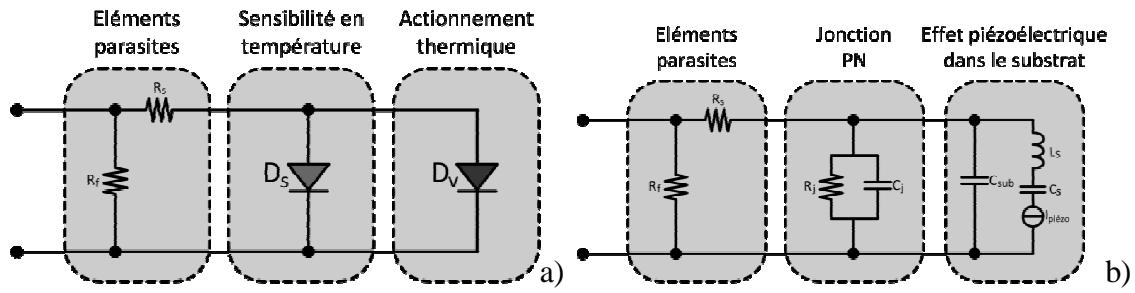 Eléments
parasites
Sensibilité en
température
Actionnement
thermique
Rs
Rf
DS
DV
a)
Eléments
parasites
Jonction
PN
Effet piézoélectrique
dans le substrat
Rs
Rf
Rj
Cj
Csub
LS
CS
Ipiézo
b)